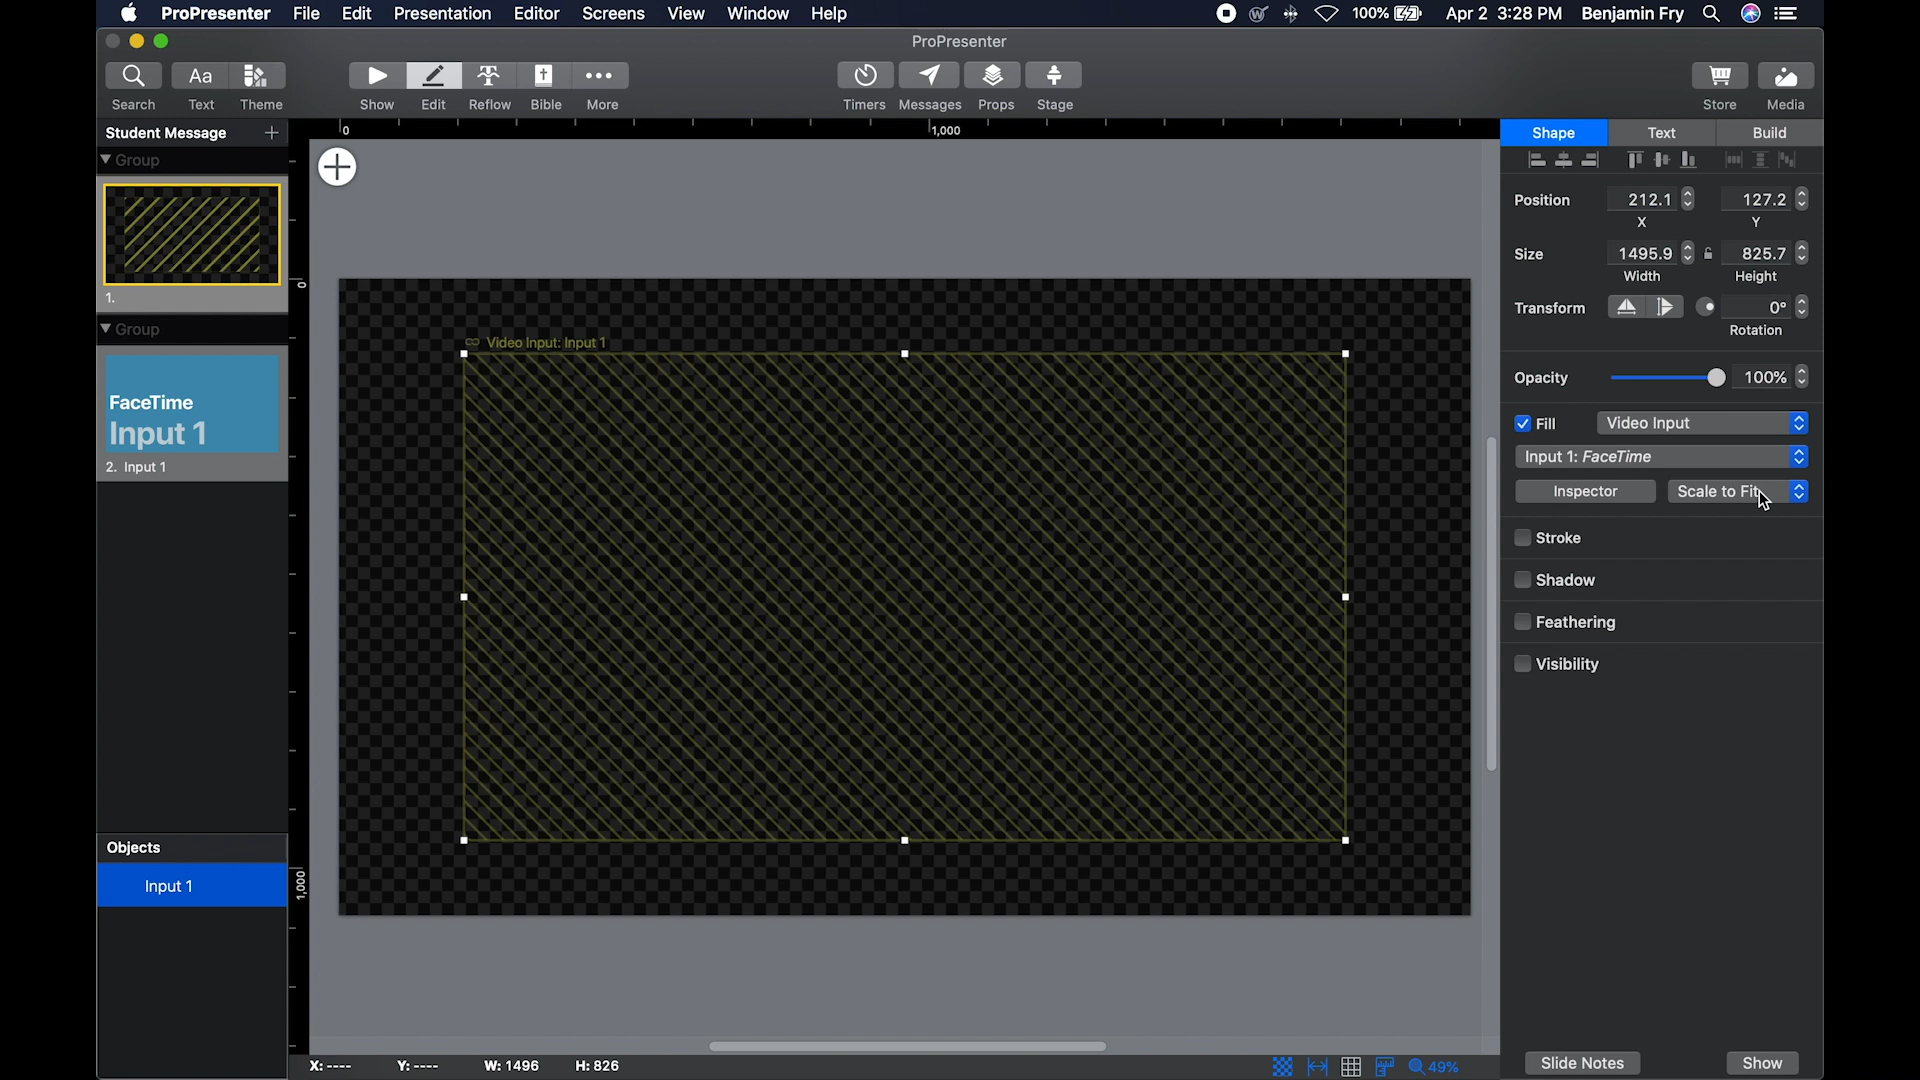 ProPresenter File Edit Presentation Editor Screens View Window Help 100% Apr 2 3:28 PM Benjamin Fry
ProPresenter
Aa
Search Text Theme Show Edit Reflow Bible More Timers Messages Props Stage Store Media
Student Message
Group
1.
Group
FaceTime
Input 1
2. Input 1
Objects
Input 1
0 1,000
0
1,000
Video Input: Input 1
Shape Text Build
Position 212.1 127.2
X Y
Size 1495.9 825.7
Width Height
Transform 0°
Rotation
Opacity 100%
Fill Video Input
Input 1: FaceTime
Inspector Scale to Fit
Stroke
Shadow
Feathering
Visibility
X: ---- Y: ---- W: 1496 H: 826 49% Slide Notes Show